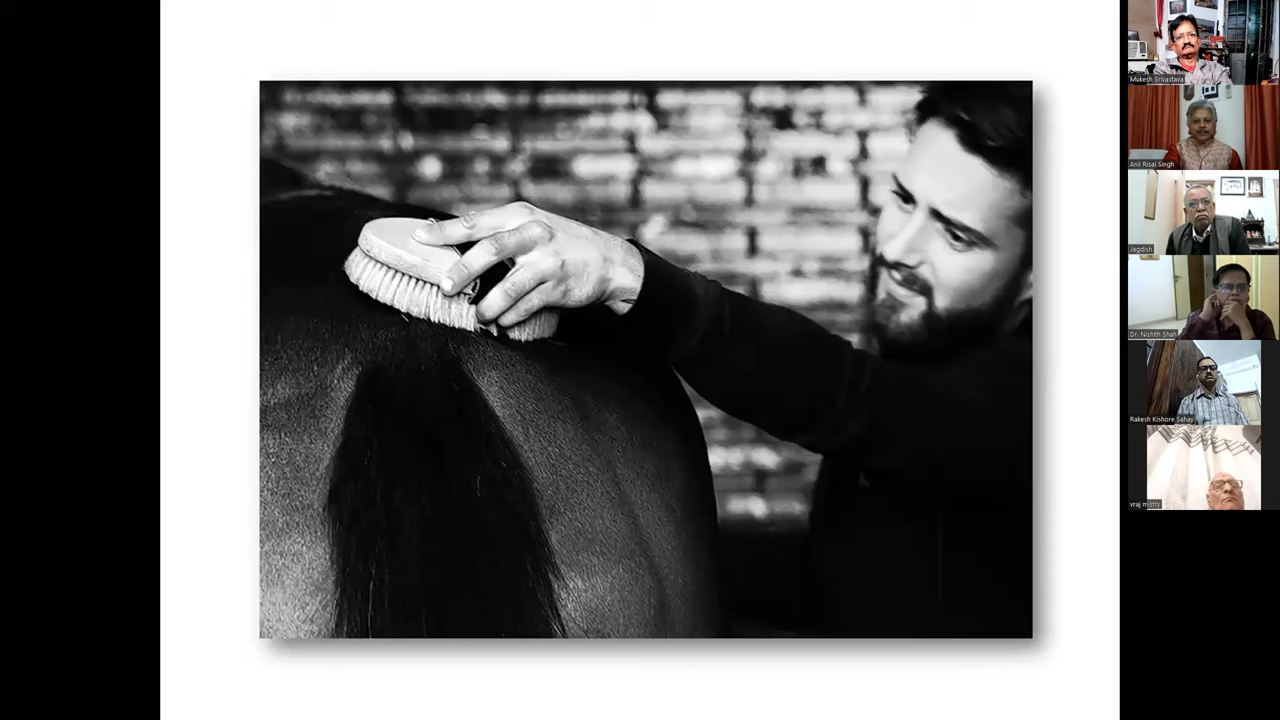 Mukesh Srivastava
Anil Risal Singh
Jagdish
Dr. Nishith Shah
Rakesh Kishore Sahay
vraj mistry